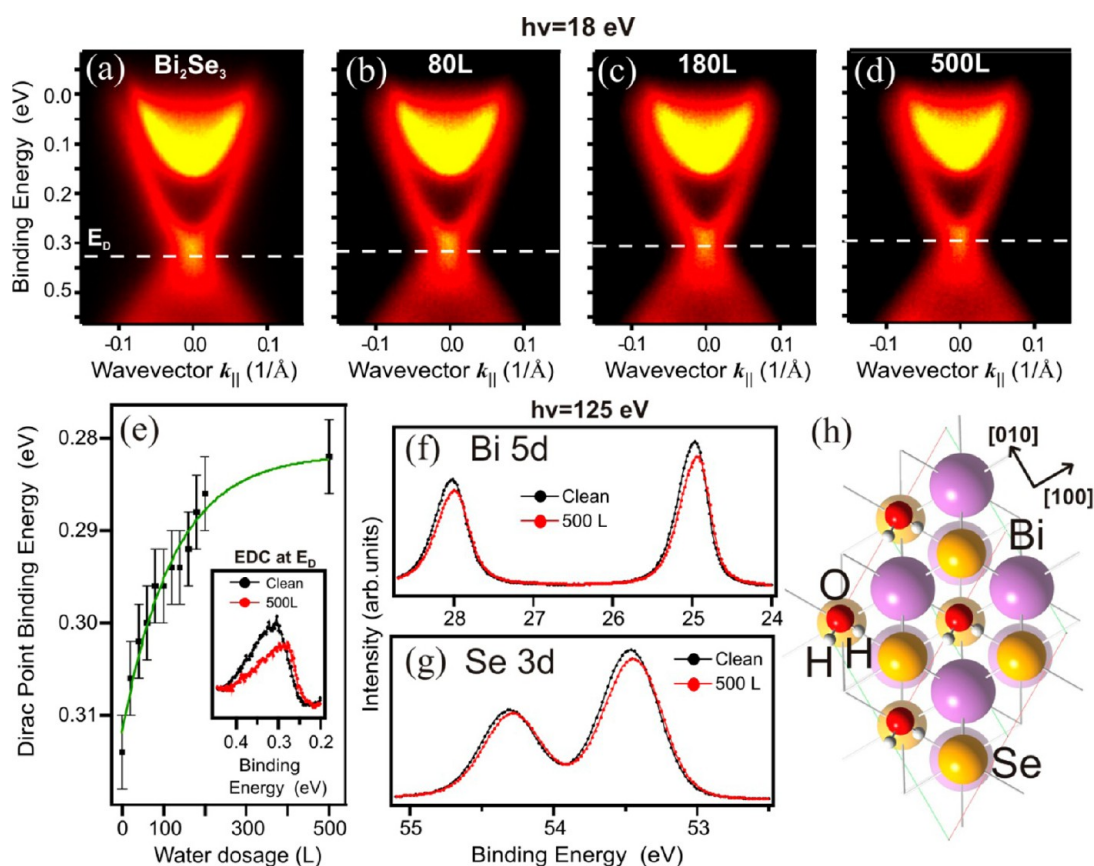 hν=18 eV
(a) Bi₂Se₃
(b) 80L
(c) 180L
(d) 500L
Binding Energy (eV)
0.0
0.1
0.2
0.3
0.5
E_D
-0.1 0.0 0.1
-0.1 0.0 0.1
-0.1 0.0 0.1
-0.1 0.0 0.1
Wavevector k|| (1/Å)
Wavevector k|| (1/Å)
Wavevector k|| (1/Å)
Wavevector k|| (1/Å)
(e)
Dirac Point Binding Energy (eV)
0.28
0.29
0.30
0.31
EDC at E_D
Clean
500L
0.4 0.3 0.2
Binding
Energy (eV)
0 100 300 500
Water dosage (L)
hν=125 eV
Intensity (arb.units)
(f) Bi 5d
Clean
500 L
28 27 26 25 24
(g) Se 3d
Clean
500 L
55 54 53
Binding Energy (eV)
(h)
[010]
[100]
Bi
O
H H
Se